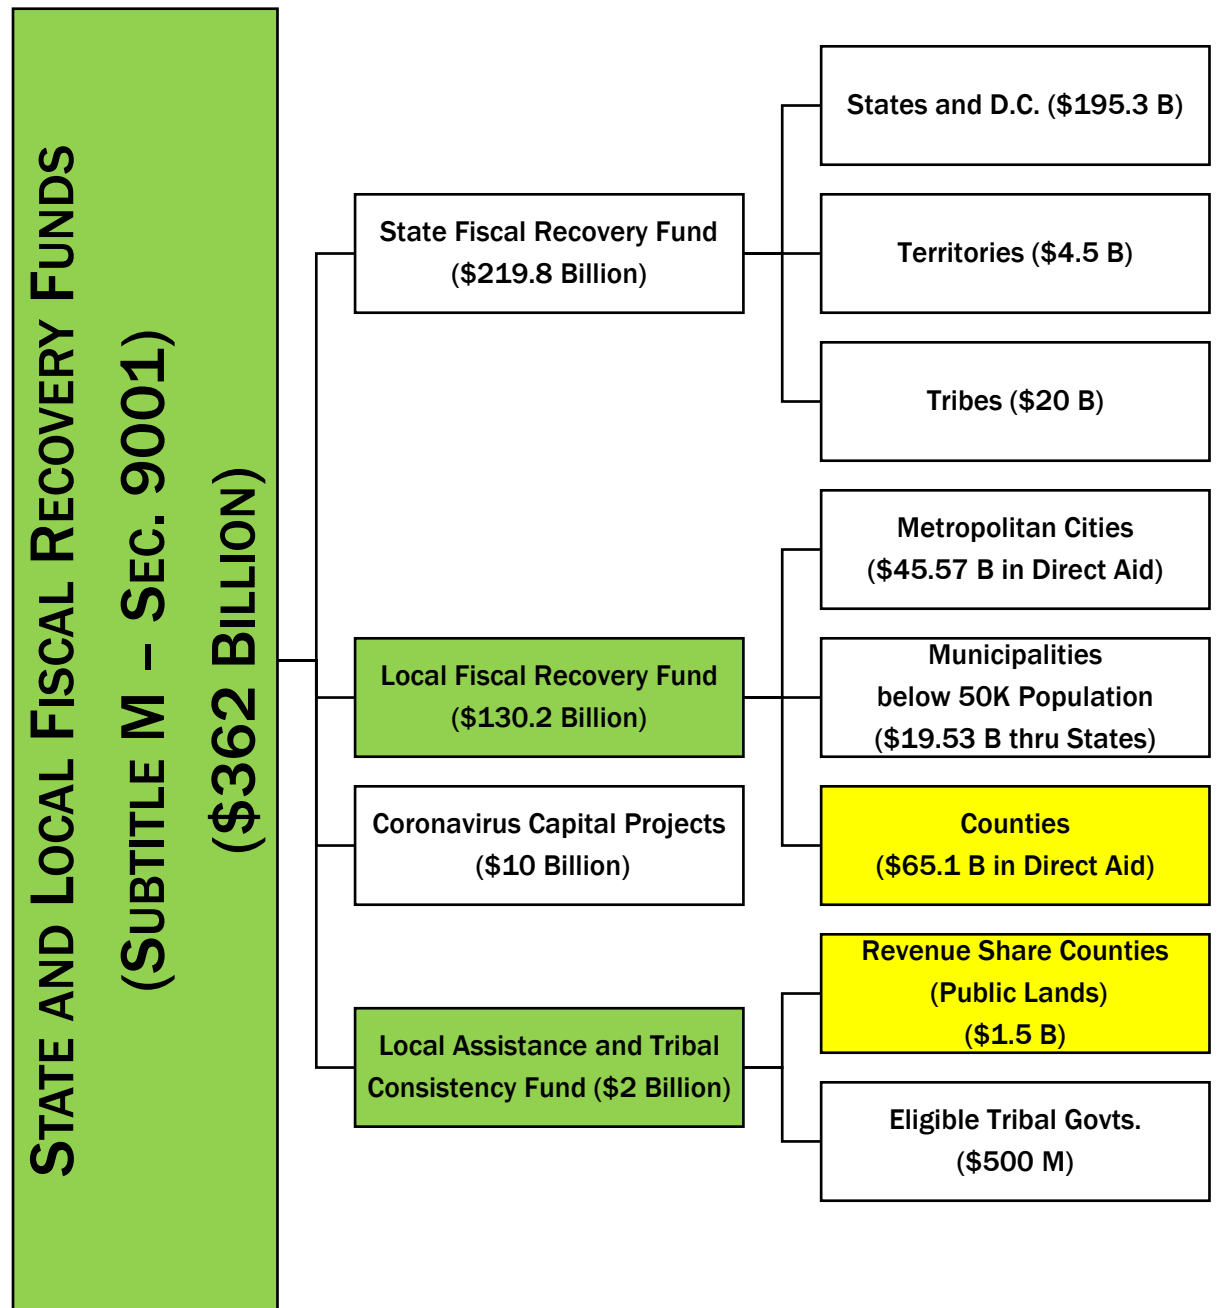 STATE AND LOCAL FISCAL RECOVERY FUNDS
(SUBTITLE M – SEC. 9001)
($362 BILLION)
State Fiscal Recovery Fund
($219.8 Billion)
States and D.C. ($195.3 B)
Territories ($4.5 B)
Tribes ($20 B)
Local Fiscal Recovery Fund
($130.2 Billion)
Metropolitan Cities
($45.57 B in Direct Aid)
Municipalities
below 50K Population
($19.53 B thru States)
Counties
($65.1 B in Direct Aid)
Coronavirus Capital Projects
($10 Billion)
Local Assistance and Tribal
Consistency Fund ($2 Billion)
Revenue Share Counties
(Public Lands)
($1.5 B)
Eligible Tribal Govts.
($500 M)